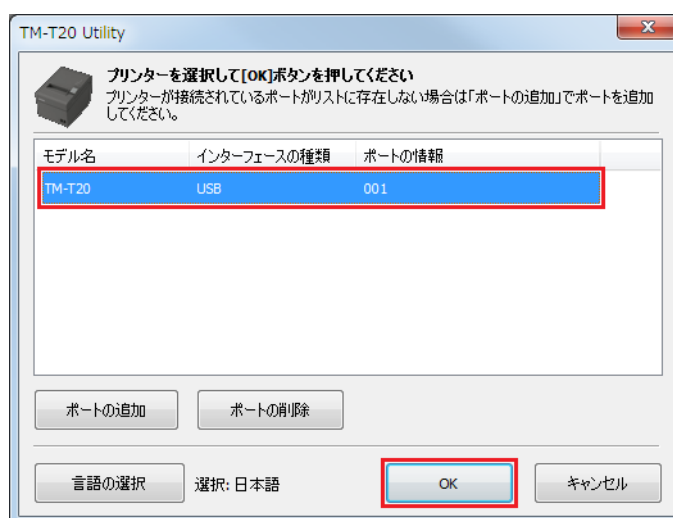 TM-T20 Utility
プリンターを選択して[OK]ボタンを押してください
プリンターが接続されているポートがリストに存在しない場合は「ポートの追加」でポートを追加
してください。
モデル名 インターフェースの種類 ポートの情報
TM-T20 USB 001
ポートの追加 ポートの削除
言語の選択 選択: 日本語 OK キャンセル